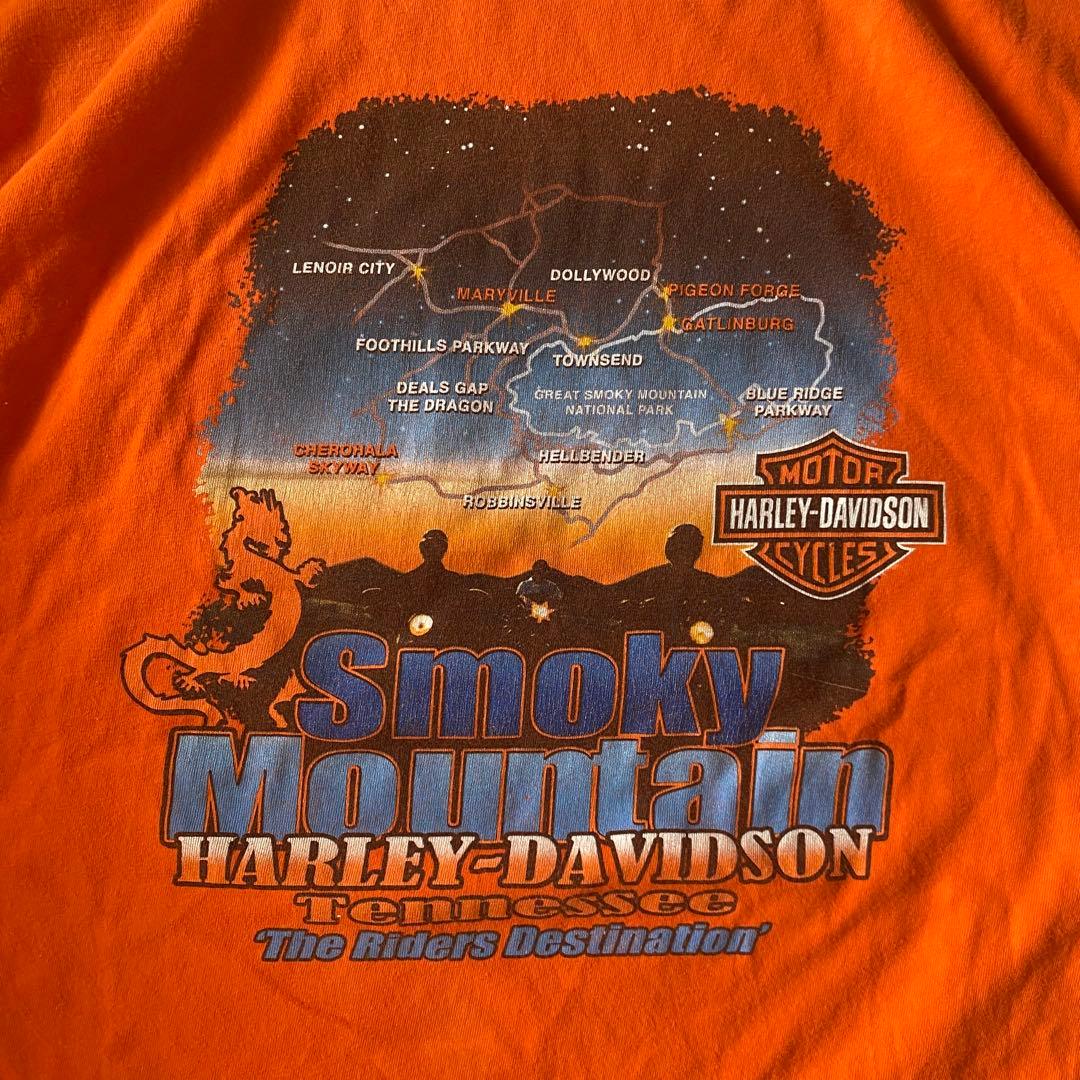 LENOIR CITY
DOLLYWOOD
MARYVILLE
PIGEON FORGE
GATLINBURG
FOOTHILLS PARKWAY
TOWNSEND
DEALS GAP
THE DRAGON
GREAT SMOKY MOUNTAIN
NATIONAL PARK
BLUE RIDGE
PARKWAY
CHEROHALA
SKYWAY
HELLBENDER
ROBBINSVILLE
MOTOR
HARLEY-DAVIDSON
CYCLES
Smoky
Mountain
HARLEY-DAVIDSON
Tennessee
'The Riders Destination'